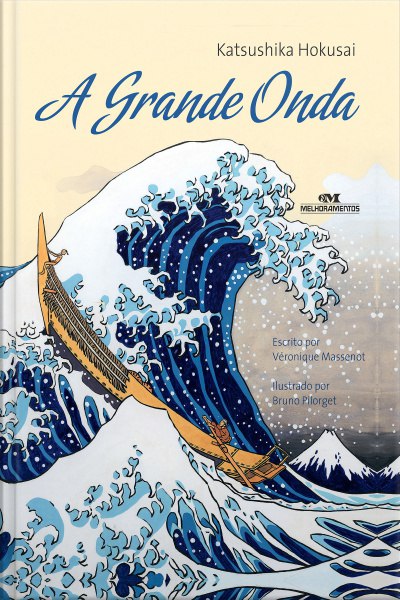 Katsushika Hokusai
A Grande Onda
MELHORAMENTOS
Escrito por
Véronique Massenot
Ilustrado por
Bruno Pilorget